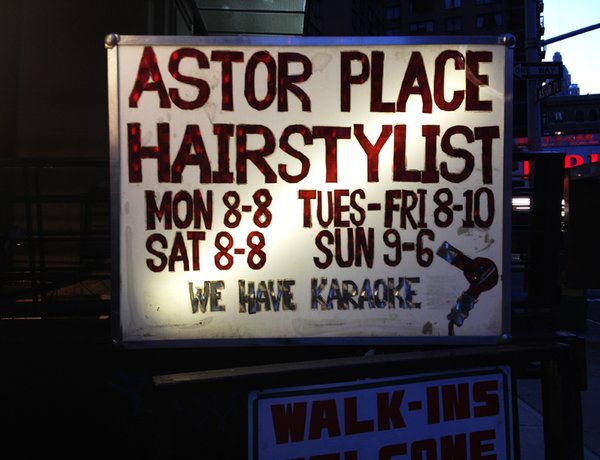 ASTOR PLACE
HAIRSTYLIST
MON 8-8 TUES-FRI 8-10
SAT 8-8 SUN 9-6
WE HAVE KARAOKE
WALK-INS
WELCOME